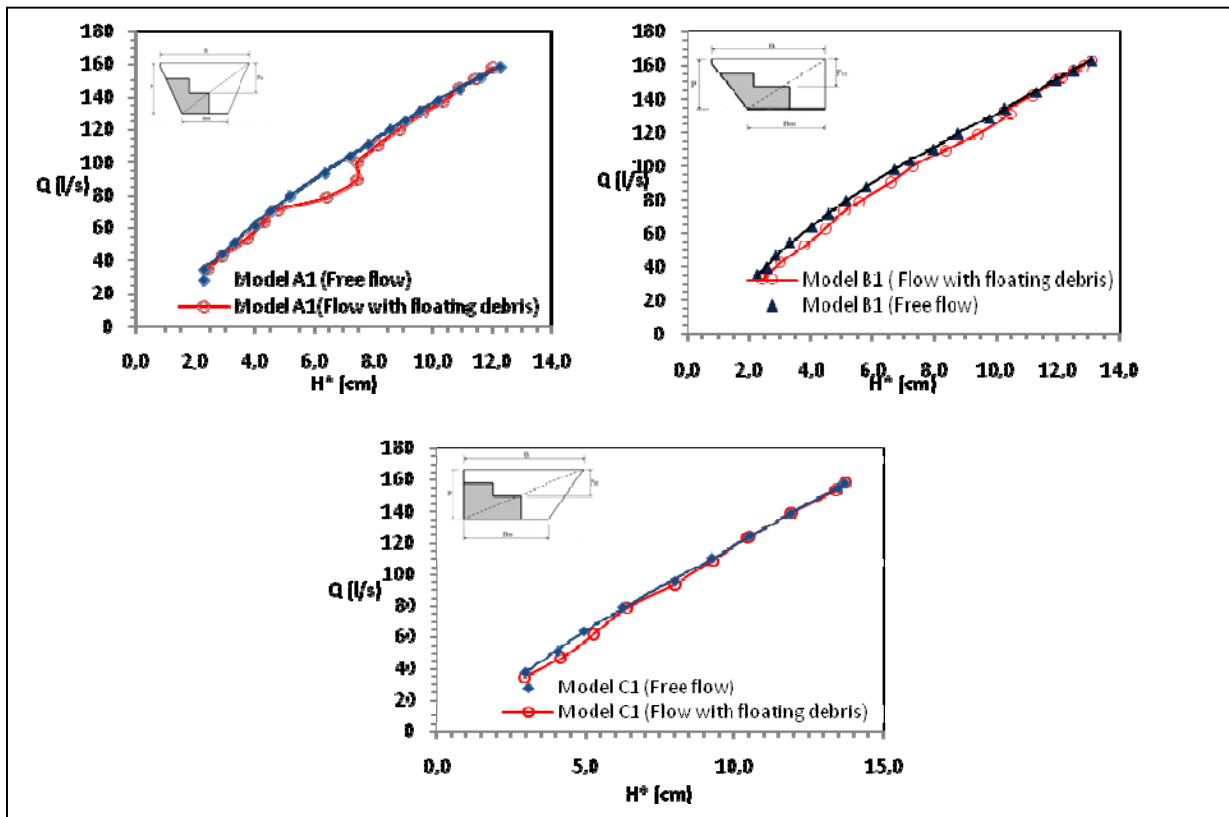 180
160
140
120
100
Q (l/s)
80
60
40
20
0
0,0 2,0 4,0 6,0 8,0 10,0 12,0 14,0
H* (cm)
Model A1 (Free flow)
Model A1(Flow with floating debris)
B
180
160
140
120
100
Q (l/s)
80
60
40
20
0
0,0 2,0 4,0 6,0 8,0 10,0 12,0 14,0
H* (cm)
Model B1 ( Flow with floating debris)
Model B1 (Free flow)
P
180
160
140
120
100
Q (l/s)
80
60
40
20
0
0,0 5,0 10,0 15,0
H* (cm)
Model C1 (Free flow)
Model C1 (Flow with floating debris)
B
P